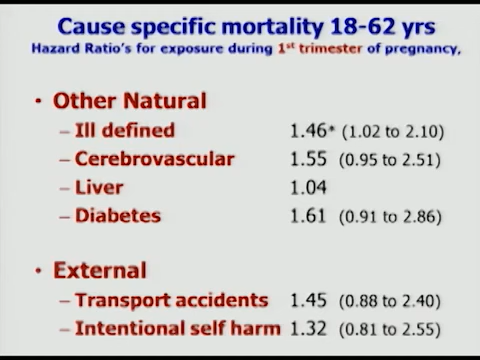 Cause specific mortality 18-62 yrs
Hazard Ratio's for exposure during 1st trimester of pregnancy,
• Other Natural
– Ill defined 1.46* (1.02 to 2.10)
– Cerebrovascular 1.55 (0.95 to 2.51)
– Liver 1.04
– Diabetes 1.61 (0.91 to 2.86)
• External
– Transport accidents 1.45 (0.88 to 2.40)
– Intentional self harm 1.32 (0.81 to 2.55)